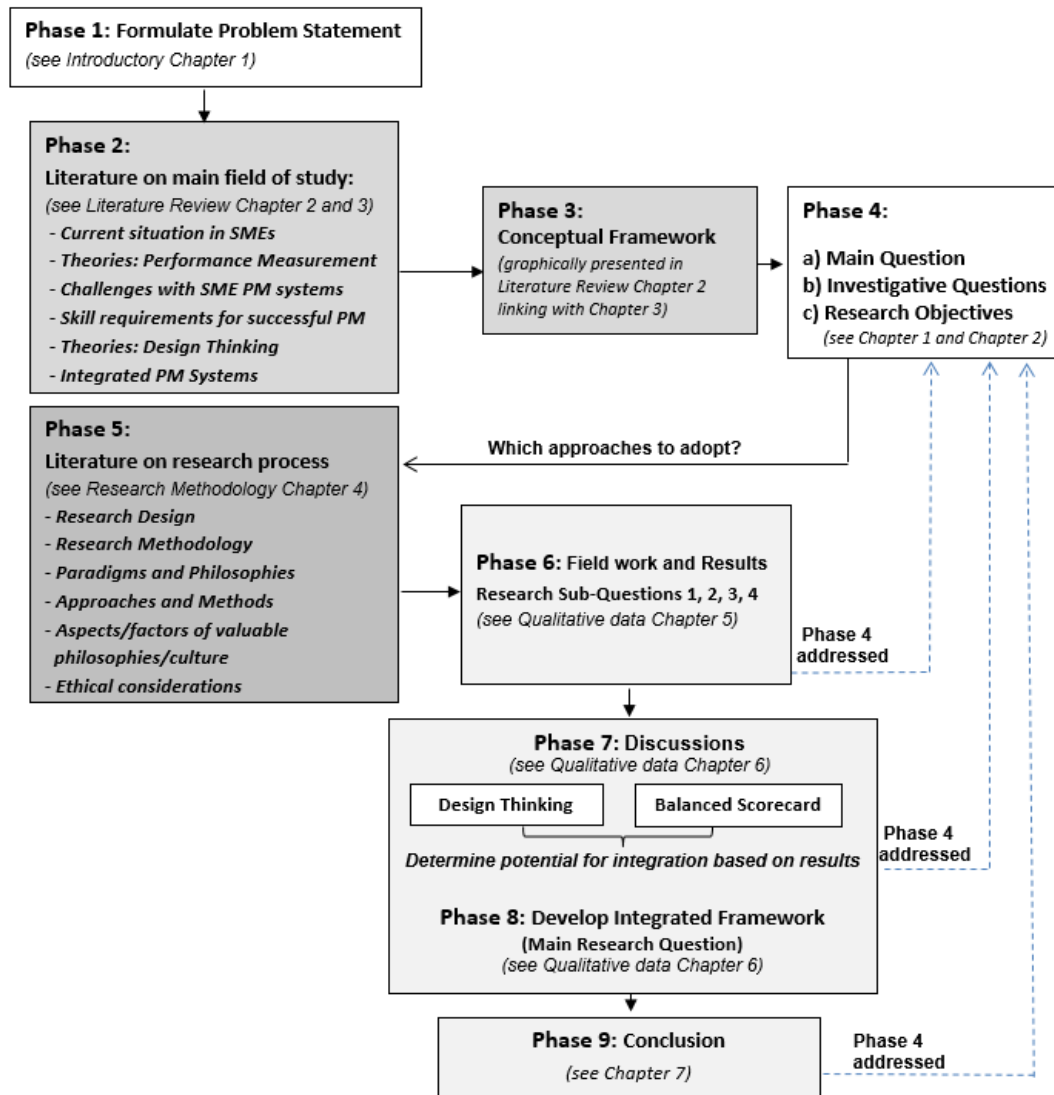 Phase 1: Formulate Problem Statement
(see Introductory Chapter 1)
Phase 2:
Literature on main field of study:
(see Literature Review Chapter 2 and 3)
- Current situation in SMEs
- Theories: Performance Measurement
- Challenges with SME PM systems
- Skill requirements for successful PM
- Theories: Design Thinking
- Integrated PM Systems
Phase 3:
Conceptual Framework
(graphically presented in
Literature Review Chapter 2
linking with Chapter 3)
Phase 4:
a) Main Question
b) Investigative Questions
c) Research Objectives
(see Chapter 1 and Chapter 2)
Which approaches to adopt?
Phase 5:
Literature on research process
(see Research Methodology Chapter 4)
- Research Design
- Research Methodology
- Paradigms and Philosophies
- Approaches and Methods
- Aspects/factors of valuable
philosophies/culture
- Ethical considerations
Phase 6: Field work and Results
Research Sub-Questions 1, 2, 3, 4
(see Qualitative data Chapter 5)
Phase 4
addressed
Phase 7: Discussions
(see Qualitative data Chapter 6)
Design Thinking
Balanced Scorecard
Determine potential for integration based on results
Phase 4
addressed
Phase 8: Develop Integrated Framework
(Main Research Question)
(see Qualitative data Chapter 6)
Phase 9: Conclusion
(see Chapter 7)
Phase 4
addressed